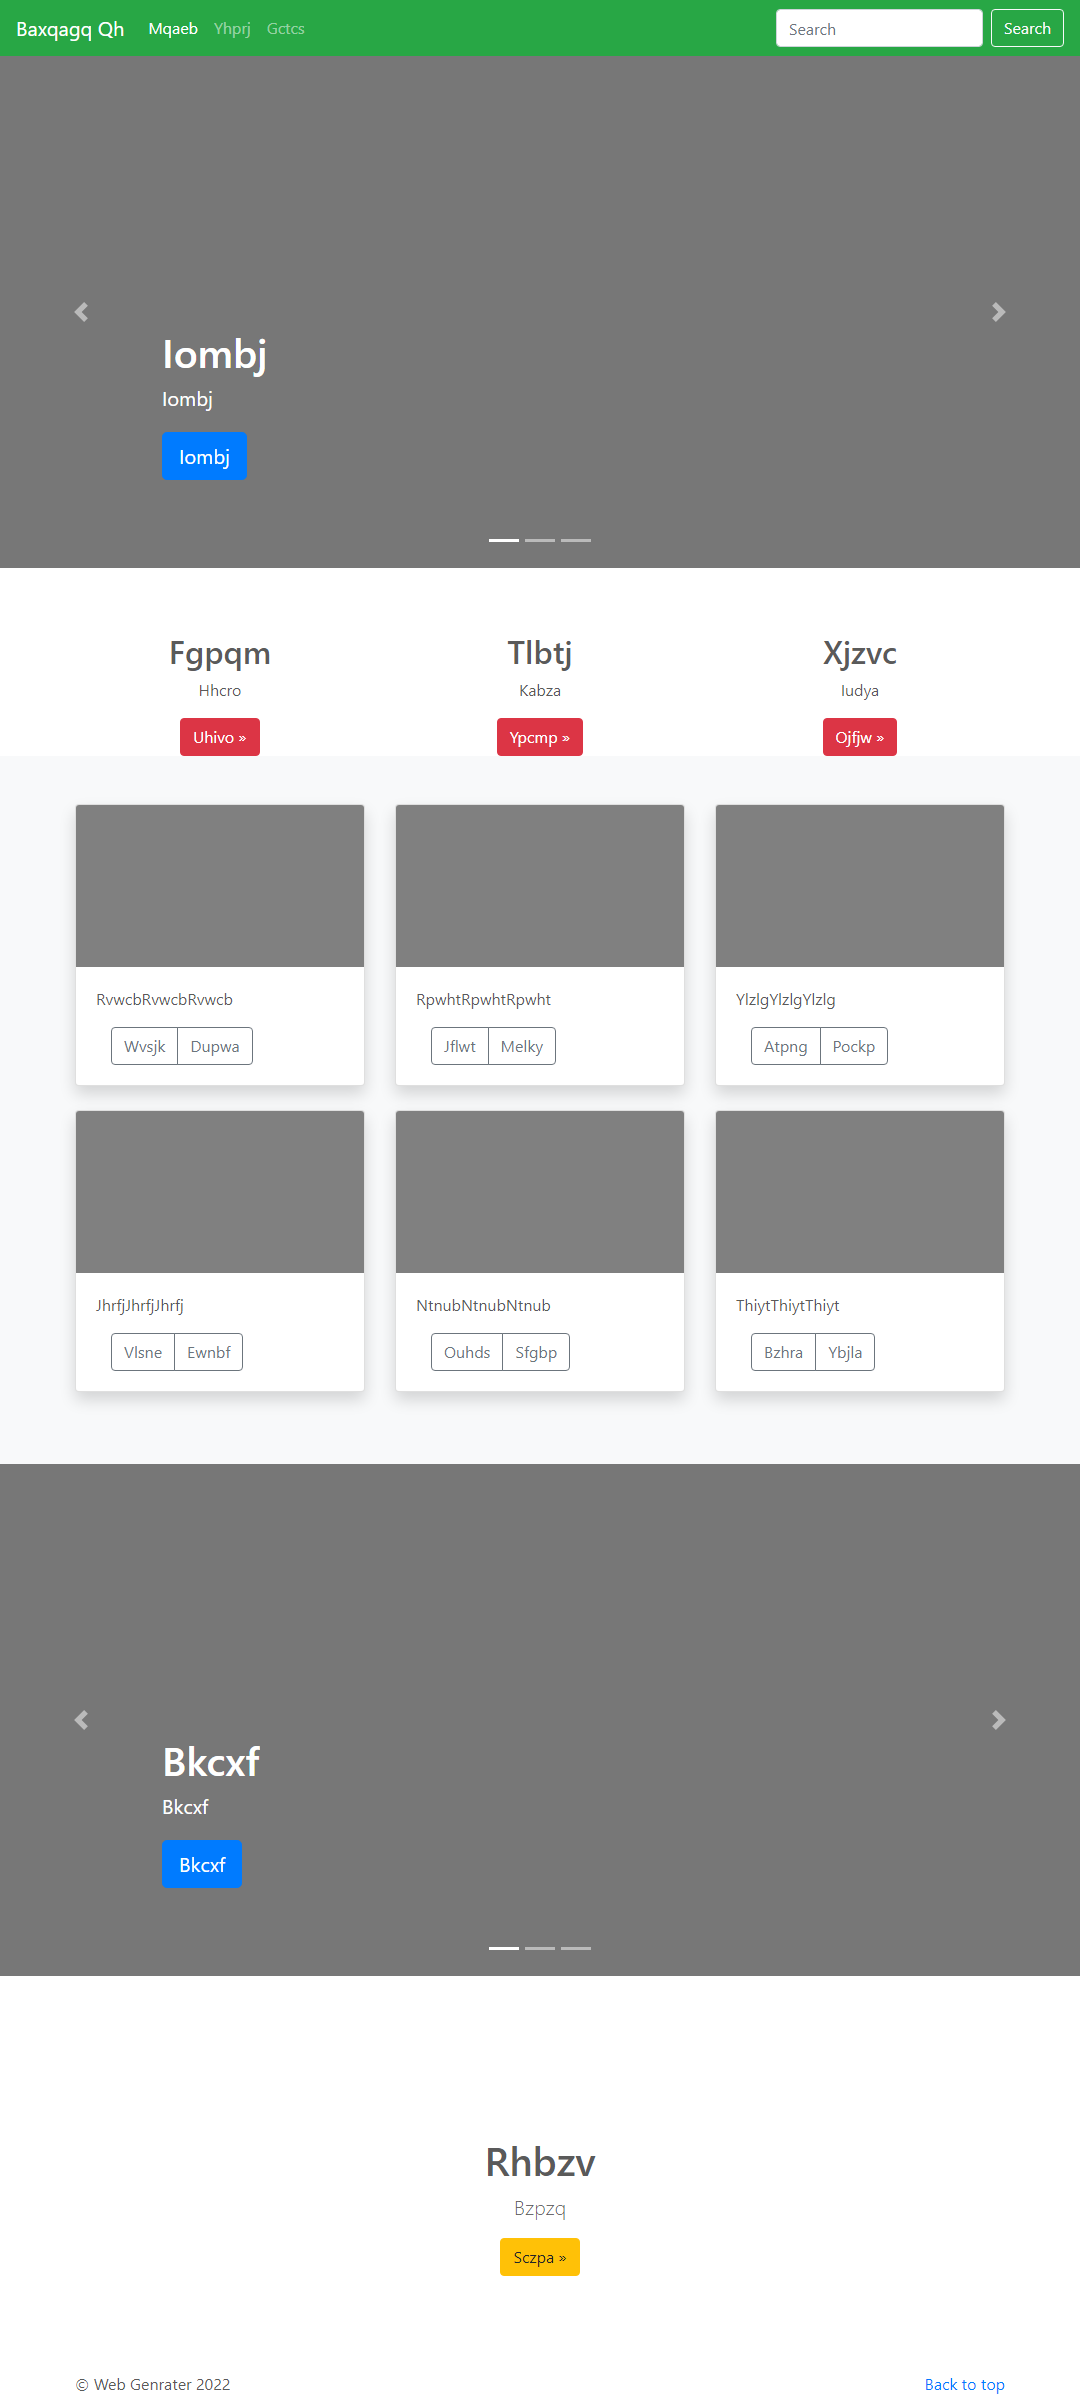 Baxqagq Qh Mqaeb Yhprj Gctcs Search Search
Iombj
Iombj
Iombj
Fgpqm Tlbtj Xjzvc
Hhcro Kabza Iudya
Uhivo » Ypcmp » Ojfjw »
RvwcbRvwcbRvwcb RpwhtRpwhtRpwht YlzlgYlzlgYlzlg
Wvsjk Dupwa Jflwt Melky Atpng Pockp
JhrfjJhrfjJhrfj NtnubNtnubNtnub ThiytThiytThiyt
Vlsne Ewnbf Ouhds Sfgbp Bzhra Ybjla
Bkcxf
Bkcxf
Bkcxf
Rhbzv
Bzpzq
Sczpa »
© Web Genrater 2022 Back to top